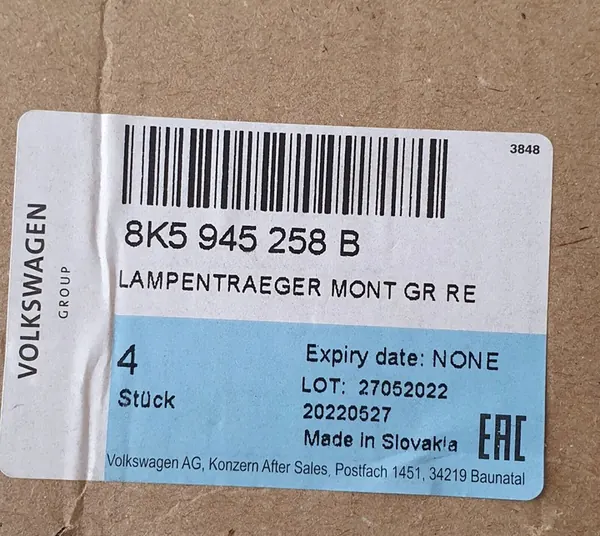 3848
VOLKSWAGEN
GROUP
8K5 945 258 B
LAMPENTRAEGER MONT GR RE
4
Stück
Expiry date: NONE
LOT: 27052022
20220527
Made in Slovakia
EAC
Volkswagen AG, Konzern After Sales, Postfach 1451, 34219 Baunatal